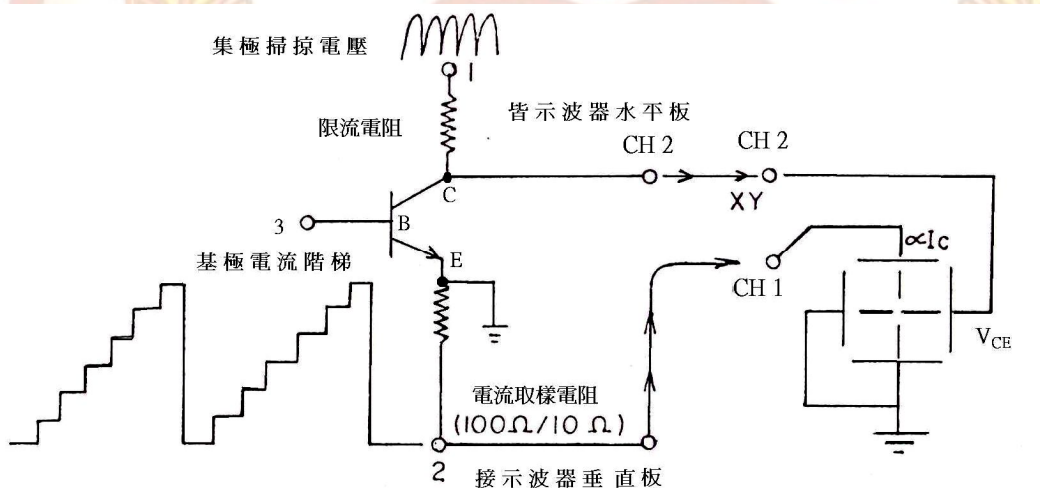 集極掃掠電壓
1
限流電阻
皆示波器水平板
CH 2
CH 2
C
XY
3
B
基極電流階梯
E
∝Ic
CH 1
V_CE
電流取樣電阻
(100Ω/10Ω)
2
接示波器垂直板